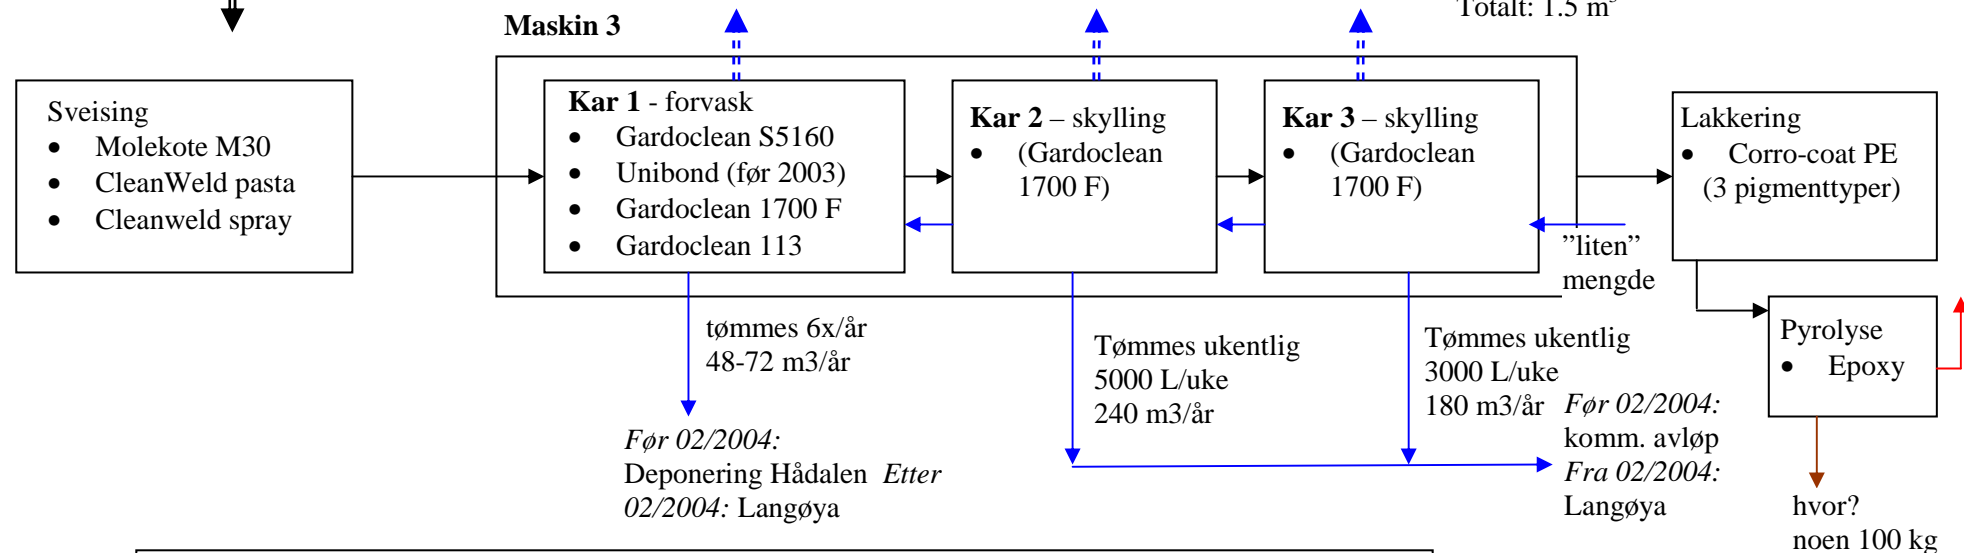 Totalt: 1.5 m³
Maskin 3
Sveising
• Molekote M30
• CleanWeld pasta
• Cleanweld spray
Kar 1 - forvask
• Gardoclean S5160
• Unibond (før 2003)
• Gardoclean 1700 F
• Gardoclean 113
Kar 2 – skylling
• (Gardoclean
1700 F)
Kar 3 – skylling
• (Gardoclean
1700 F)
Lakkering
• Corro-coat PE
(3 pigmenttyper)
”liten”
mengde
Pyrolyse
• Epoxy
tømmes 6x/år
48-72 m3/år
Tømmes ukentlig
5000 L/uke
240 m3/år
Tømmes ukentlig
3000 L/uke
180 m3/år
Før 02/2004:
komm. avløp
Fra 02/2004:
Langøya
Før 02/2004:
Deponering Hådalen Etter
02/2004: Langøya
hvor?
noen 100 kg